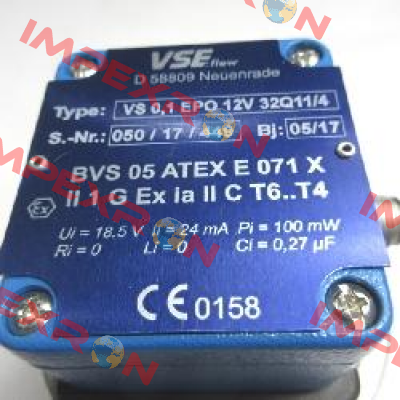 VSE flow
D 58809 Neuenrade
Type: VS 0,1 EPO 12V 32Q11/4
S.-Nr.: 050 / 17 / 449 Bj: 05/17
BVS 05 ATEX E 071 X
II 1 G Ex ia II C T6..T4
Ex
Ui = 18.5 V Ii = 24 mA Pi = 100 mW
Ri = 0 Li = 0 Ci = 0,27 µF
CE 0158
IMPEXRON